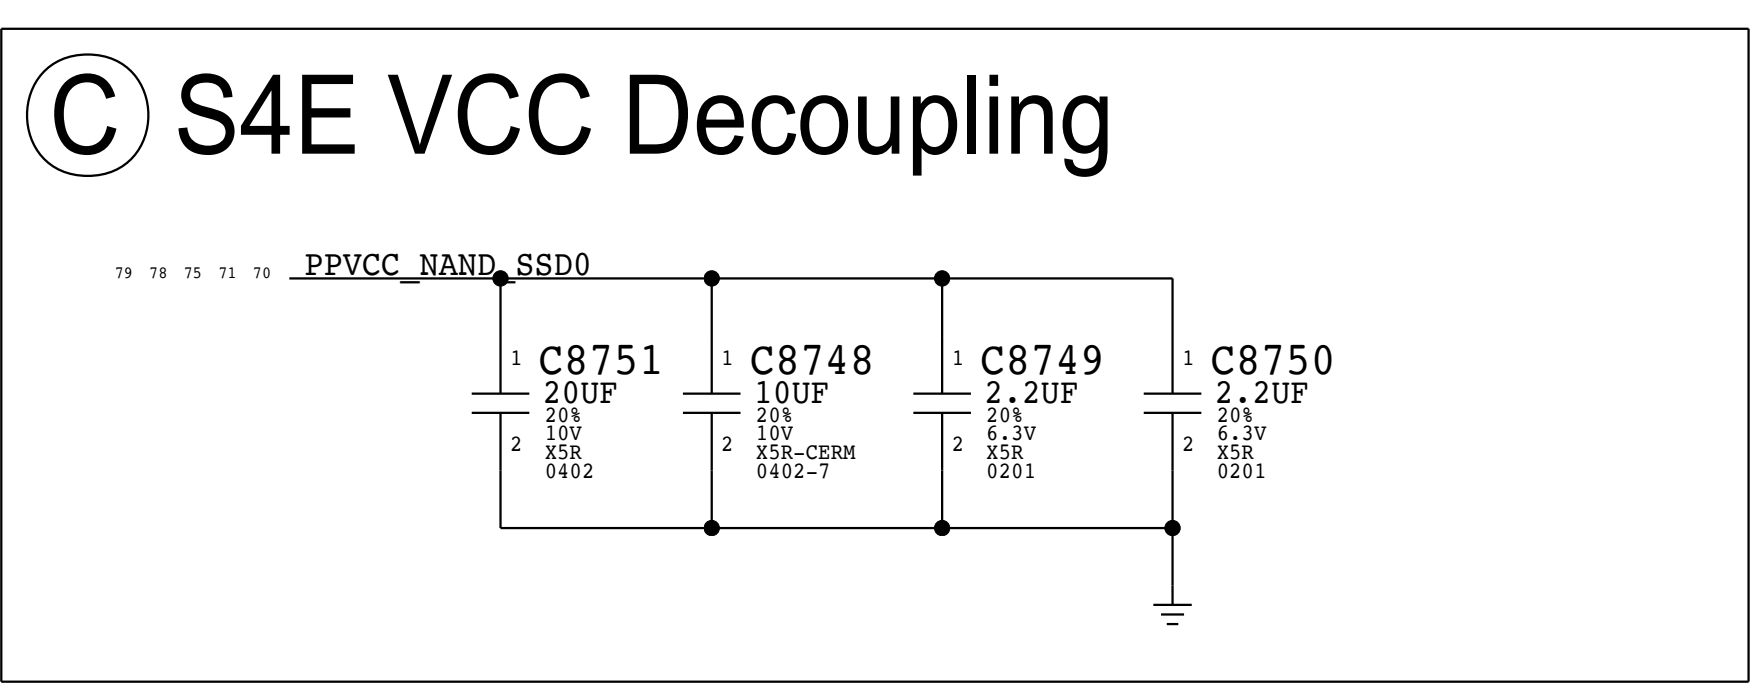 C S4E VCC Decoupling
79 78 75 71 70 PPVCC_NAND_SSD0
1 C8751
20UF
20%
10V
2 X5R
0402
1 C8748
10UF
20%
10V
2 X5R-CERM
0402-7
1 C8749
2.2UF
20%
6.3V
2 X5R
0201
1 C8750
2.2UF
20%
6.3V
2 X5R
0201